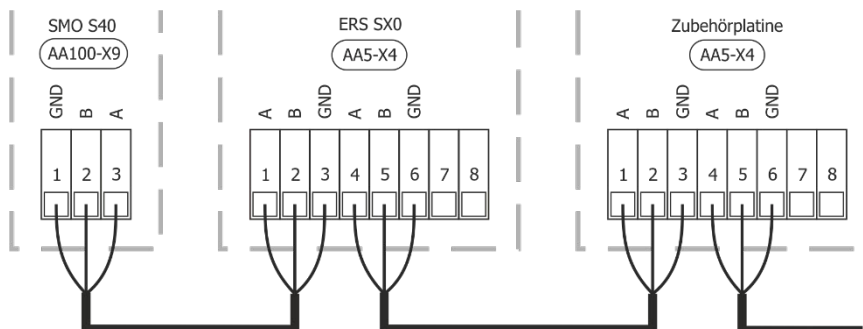 SMO S40
AA100-X9
GND B A
1 2 3
ERS SX0
AA5-X4
A B GND A B GND
1 2 3 4 5 6 7 8
Zubehörplatine
AA5-X4
A B GND A B GND
1 2 3 4 5 6 7 8